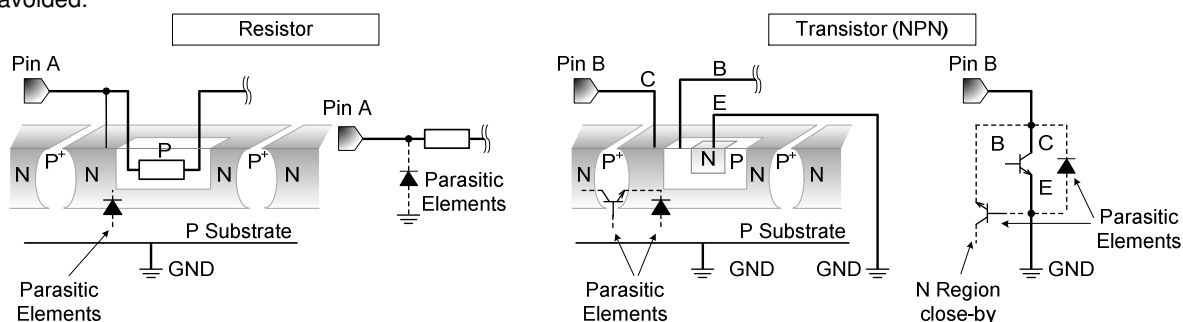 avoided.
Resistor
Transistor (NPN)
Pin A
Pin A
N
P+
N
P
N
P+
N
Parasitic
Elements
P Substrate
GND
Parasitic
Elements
Pin B
C
B
E
N
P+
N
P
P+
N
N
P Substrate
GND
GND
Parasitic
Elements
Pin B
B
C
E
Parasitic
Elements
GND
N Region
close-by